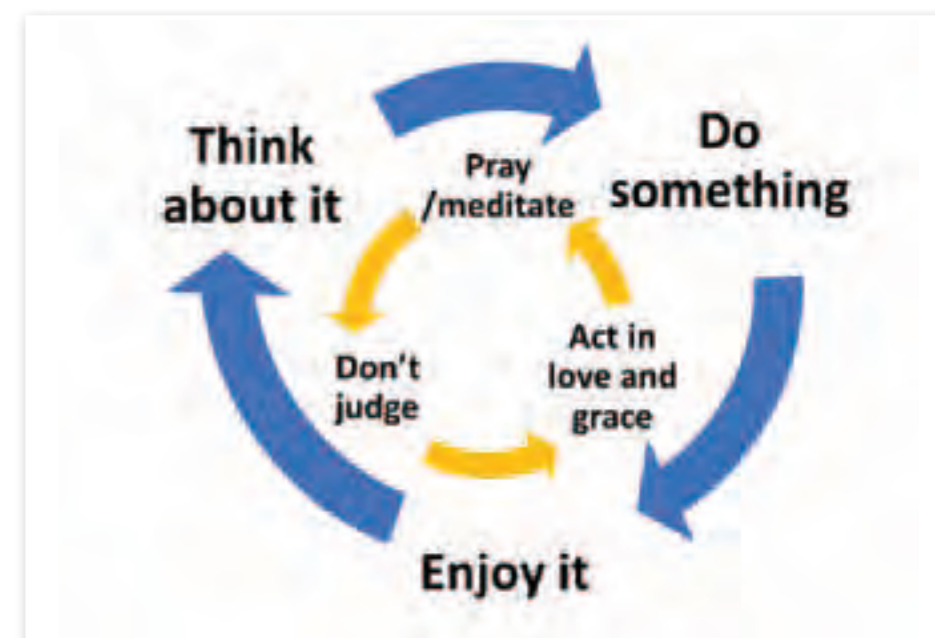 Think
about it
Do
something
Pray
/meditate
Don't
judge
Act in
love and
grace
Enjoy it